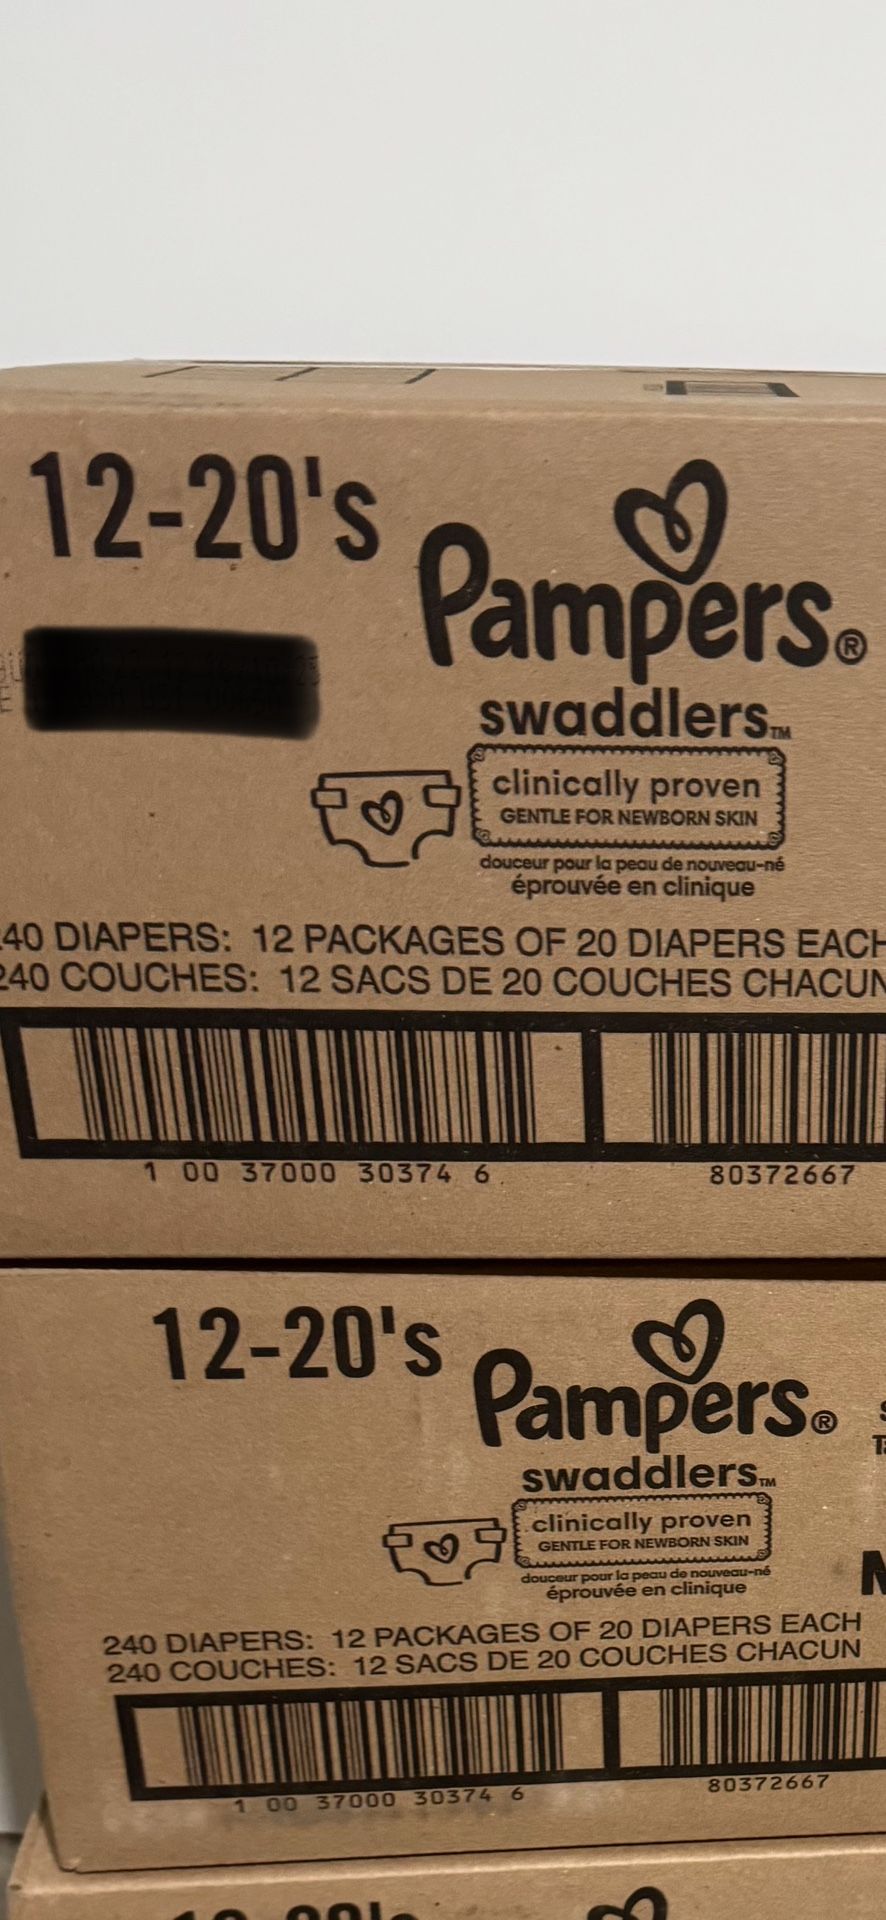 12-20's
Pampers®
swaddlers™
clinically proven
GENTLE FOR NEWBORN SKIN
douceur pour la peau de nouveau-né
éprouvée en clinique
240 DIAPERS: 12 PACKAGES OF 20 DIAPERS EACH
240 COUCHES: 12 SACS DE 20 COUCHES CHACUN
1 00 37000 30374 6
80372667
12-20's
Pampers®
swaddlers™
clinically proven
GENTLE FOR NEWBORN SKIN
douceur pour la peau de nouveau-né
éprouvée en clinique
240 DIAPERS: 12 PACKAGES OF 20 DIAPERS EACH
240 COUCHES: 12 SACS DE 20 COUCHES CHACUN
1 00 37000 30374 6
80372667